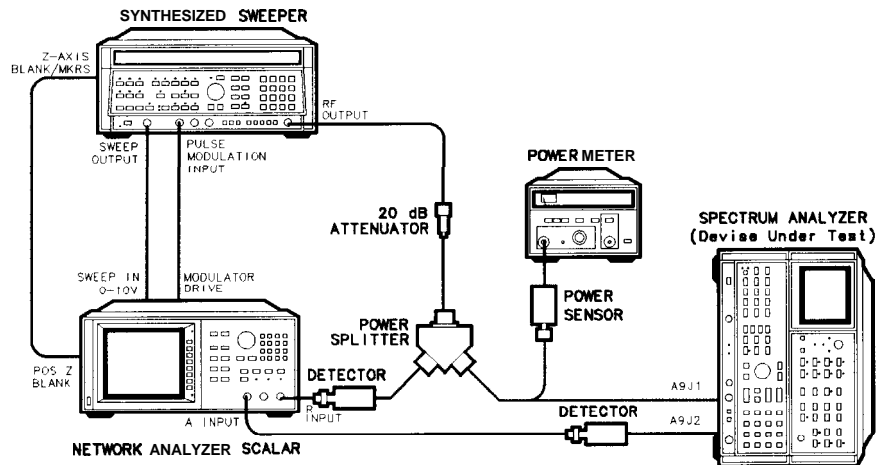 SYNTHESIZED SWEEPER
Z-AXIS
BLANK/MKRS
RF
OUTPUT
SWEEP
OUTPUT
PULSE
MODULATION
INPUT
POWER METER
20 dB
ATTENUATOR
SPECTRUM ANALYZER
(Devise Under Test)
SWEEP IN
0-10V
MODULATOR
DRIVE
POWER
SENSOR
POWER
SPLITTER
POS Z
BLANK
DETECTOR
A9J1
R
INPUT
A INPUT
DETECTOR
A9J2
NETWORK ANALYZER SCALAR